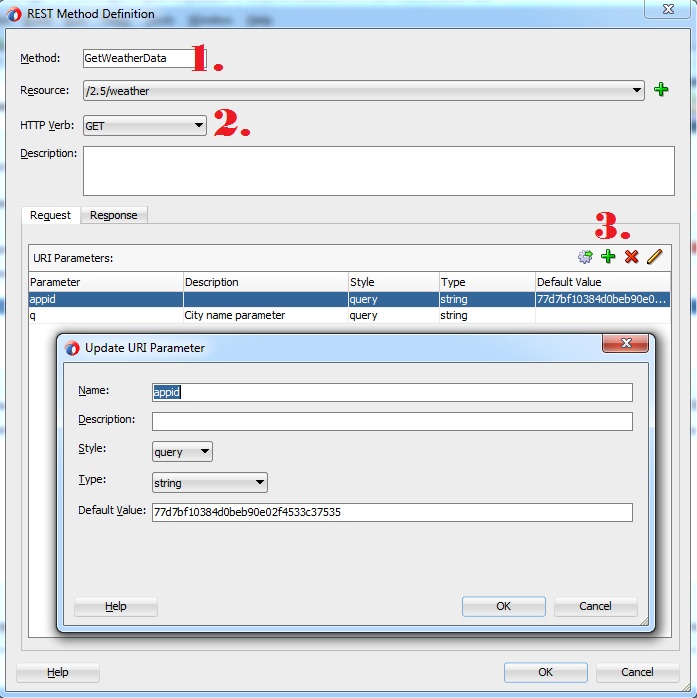 REST Method Definition
Method: GetWeatherData 1.
Resource: /2.5/weather
HTTP Verb: GET 2.
Description:
Request Response
3.
URI Parameters:
Parameter Description Style Type Default Value
appid query string 77d7bf10384d0beb90e0...
q City name parameter query string
Update URI Parameter
Name: appid
Description:
Style: query
Type: string
Default Value: 77d7bf10384d0beb90e02f4533c37535
Help OK Cancel
Help OK Cancel